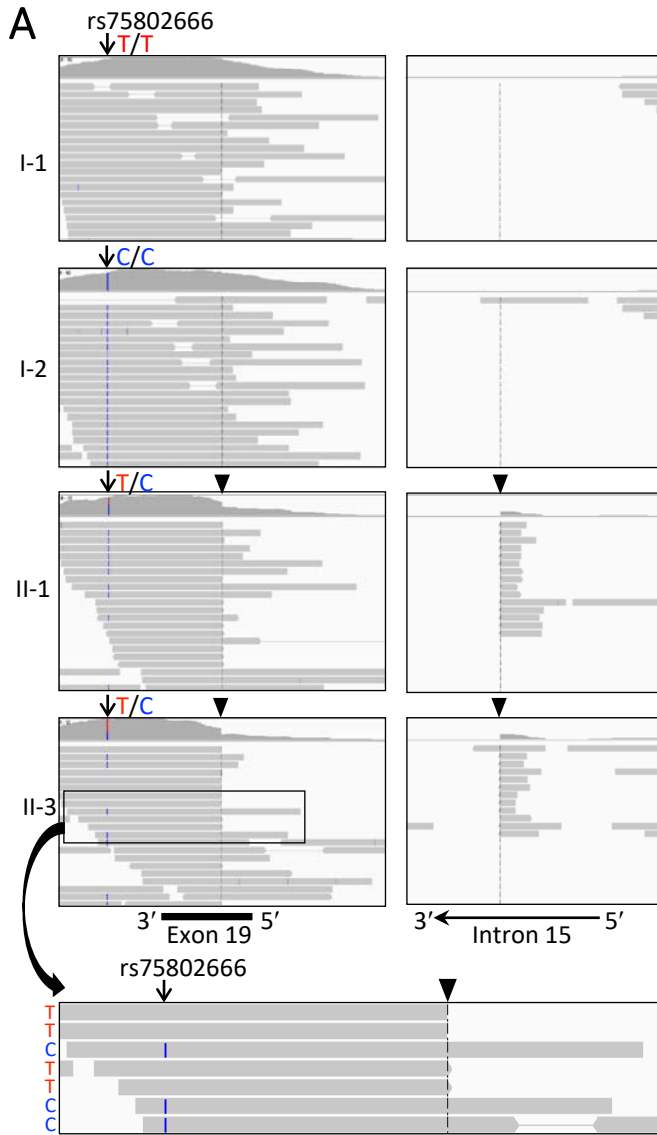 A
rs75802666
T/T
I-1
C/C
I-2
T/C
II-1
T/C
II-3
3′ 5′ 3′ 5′
Exon 19 Intron 15
rs75802666
T
T
C
T
T
C
C